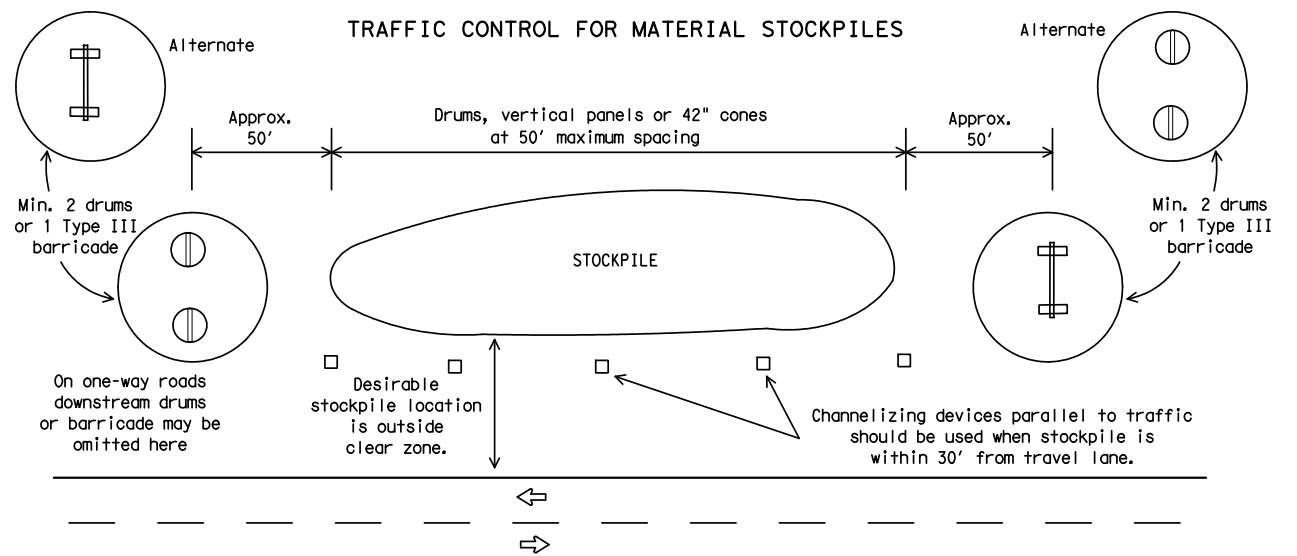 TRAFFIC CONTROL FOR MATERIAL STOCKPILES
Alternate
Alternate
Approx.
50'
Drums, vertical panels or 42" cones
at 50' maximum spacing
Approx.
50'
Min. 2 drums
or 1 Type III
barricade
Min. 2 drums
or 1 Type III
barricade
STOCKPILE
On one-way roads
downstream drums
or barricade may be
omitted here
Desirable
stockpile location
is outside
clear zone.
Channelizing devices parallel to traffic
should be used when stockpile is
within 30' from travel lane.